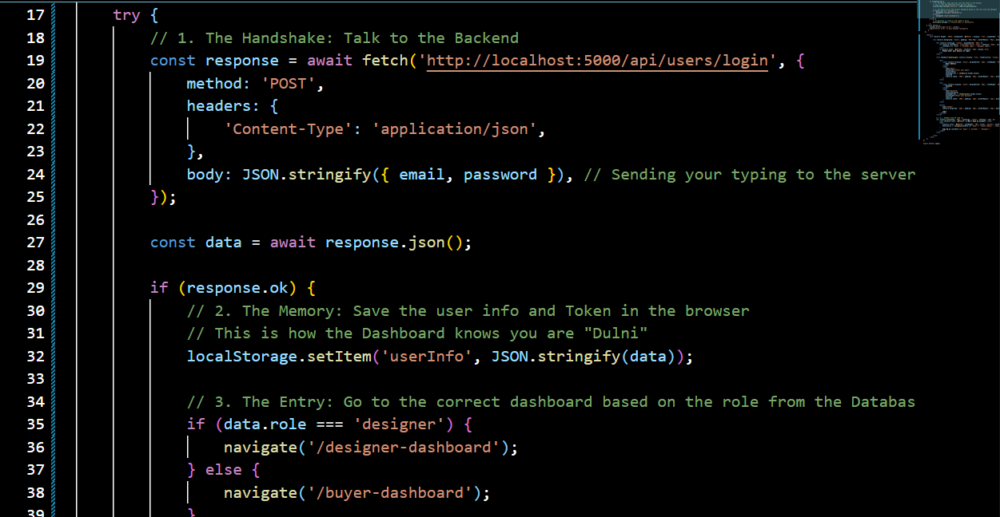 17 try {
18 // 1. The Handshake: Talk to the Backend
19 const response = await fetch('http://localhost:5000/api/users/login', {
20 method: 'POST',
21 headers: {
22 'Content-Type': 'application/json',
23 },
24 body: JSON.stringify({ email, password }), // Sending your typing to the server
25 });
26
27 const data = await response.json();
28
29 if (response.ok) {
30 // 2. The Memory: Save the user info and Token in the browser
31 // This is how the Dashboard knows you are "Dulni"
32 localStorage.setItem('userInfo', JSON.stringify(data));
33
34 // 3. The Entry: Go to the correct dashboard based on the role from the Databas
35 if (data.role === 'designer') {
36 navigate('/designer-dashboard');
37 } else {
38 navigate('/buyer-dashboard');
39 }